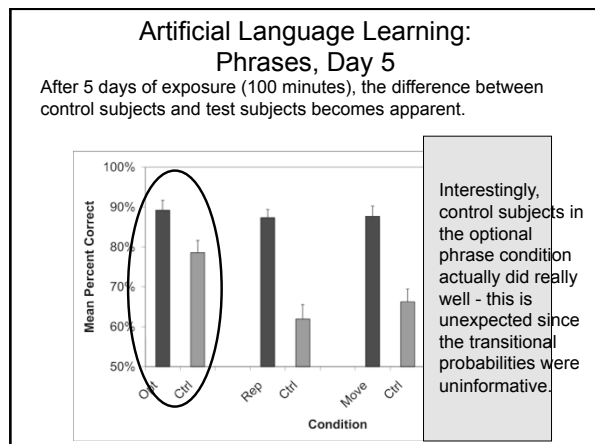 Artificial Language Learning:
Phrases, Day 5
After 5 days of exposure (100 minutes), the difference between
control subjects and test subjects becomes apparent.
100%
90%
80%
70%
60%
50%
Mean Percent Correct
Opt
Ctrl
Rep
Ctrl
Move
Ctrl
Condition
Interestingly,
control subjects in
the optional
phrase condition
actually did really
well - this is
unexpected since
the transitional
probabilities were
uninformative.